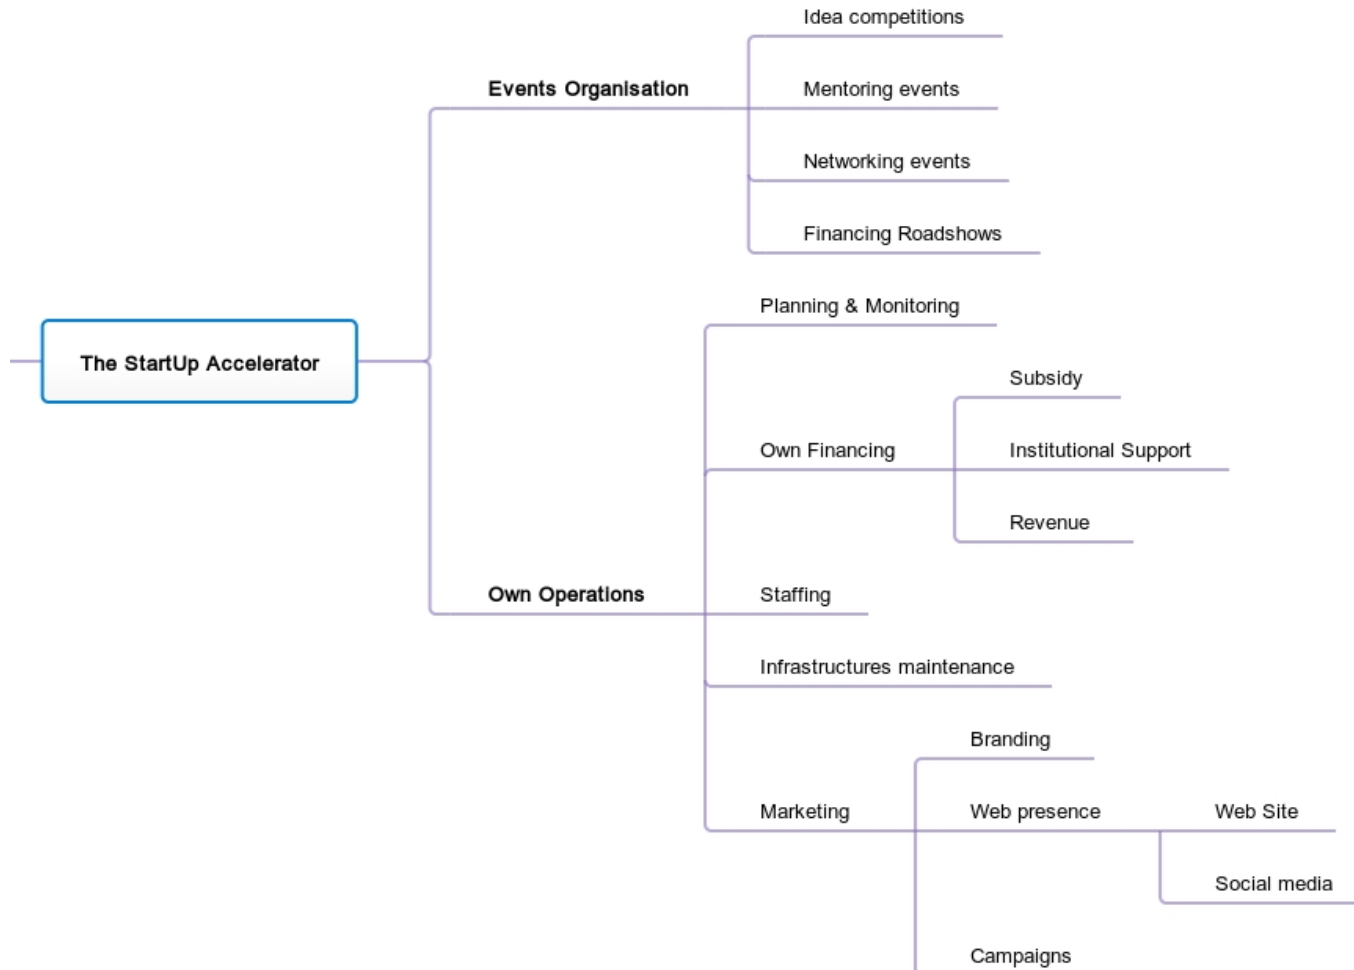 Idea competitions
Events Organisation
Mentoring events
Networking events
Financing Roadshows
Planning & Monitoring
The StartUp Accelerator
Subsidy
Own Financing
Institutional Support
Revenue
Own Operations
Staffing
Infrastructures maintenance
Branding
Marketing
Web presence
Web Site
Social media
Campaigns